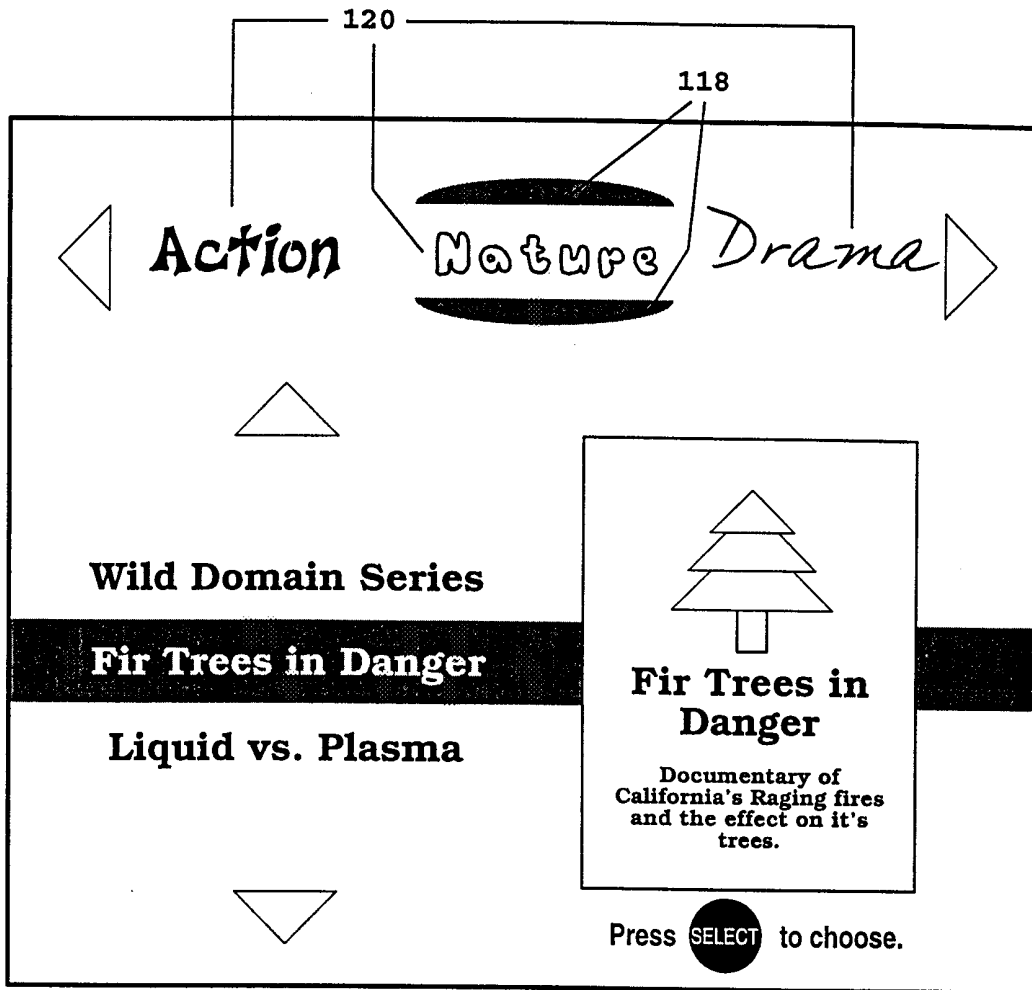 120
118
Action Nature Drama
Wild Domain Series
Fir Trees in Danger
Liquid vs. Plasma
Fir Trees in
Danger
Documentary of
California's Raging fires
and the effect on it's
trees.
Press SELECT to choose.